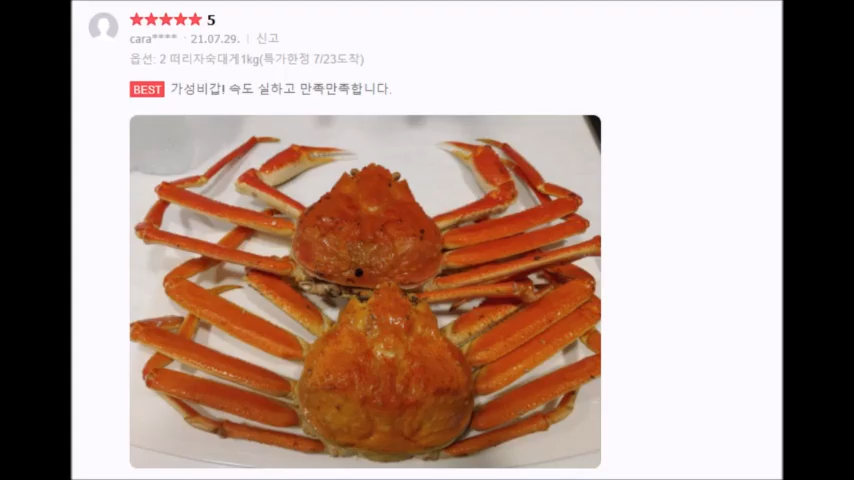 ★★★★★ 5
cara**** · 21.07.29. | 신고
옵션: 2 떠리자숙대게1kg(특가한정 7/23도착)
BEST 가성비갑! 속도 실하고 만족만족합니다.